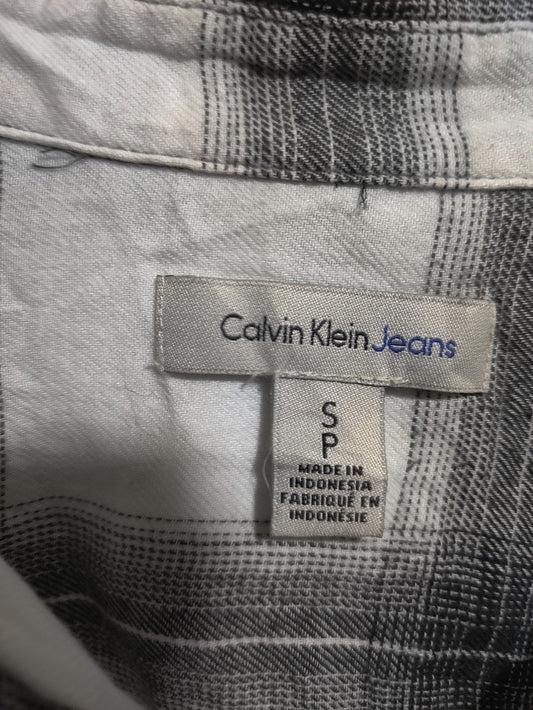 Calvin Klein Jeans
S
P
MADE IN
INDONESIA
FABRIQUÉ EN
INDONÉSIE